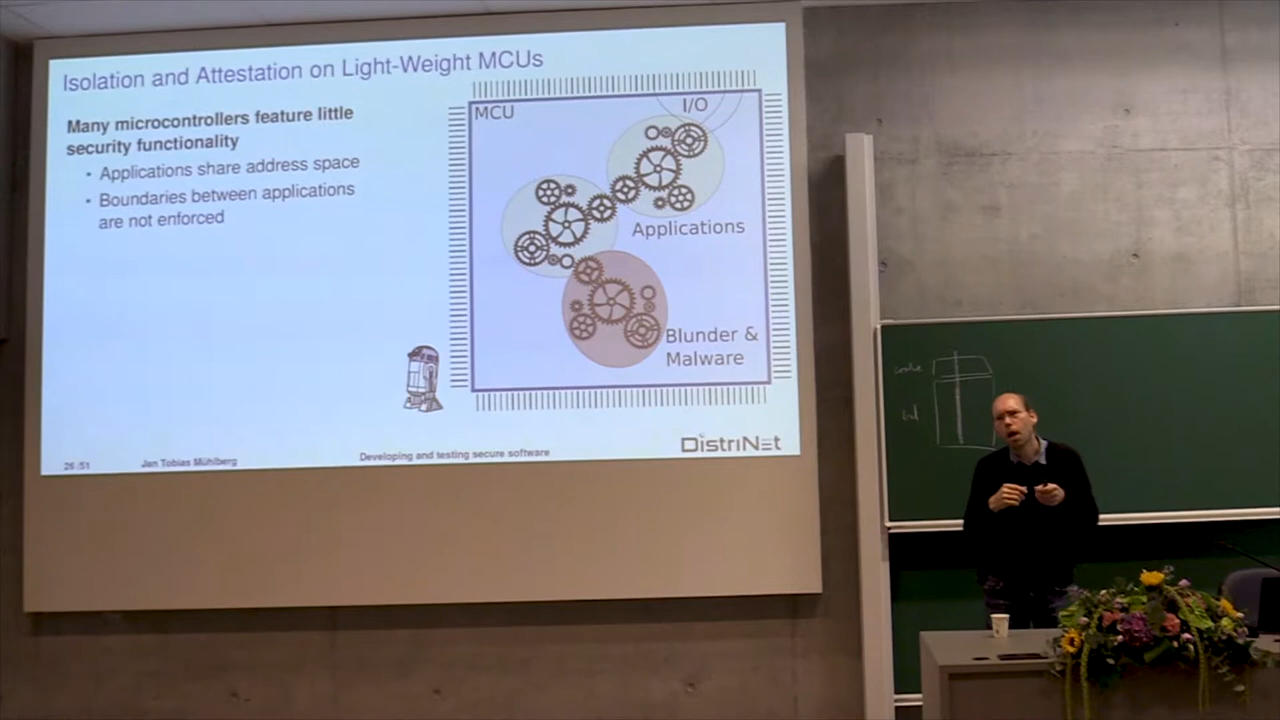 Isolation and Attestation on Light-Weight MCUs
Many microcontrollers feature little
security functionality
· Applications share address space
· Boundaries between applications
are not enforced
MCU
I/O
Applications
Blunder &
Malware
26 /51
Jan Tobias Mühlberg
Developing and testing secure software
DistriNet
code